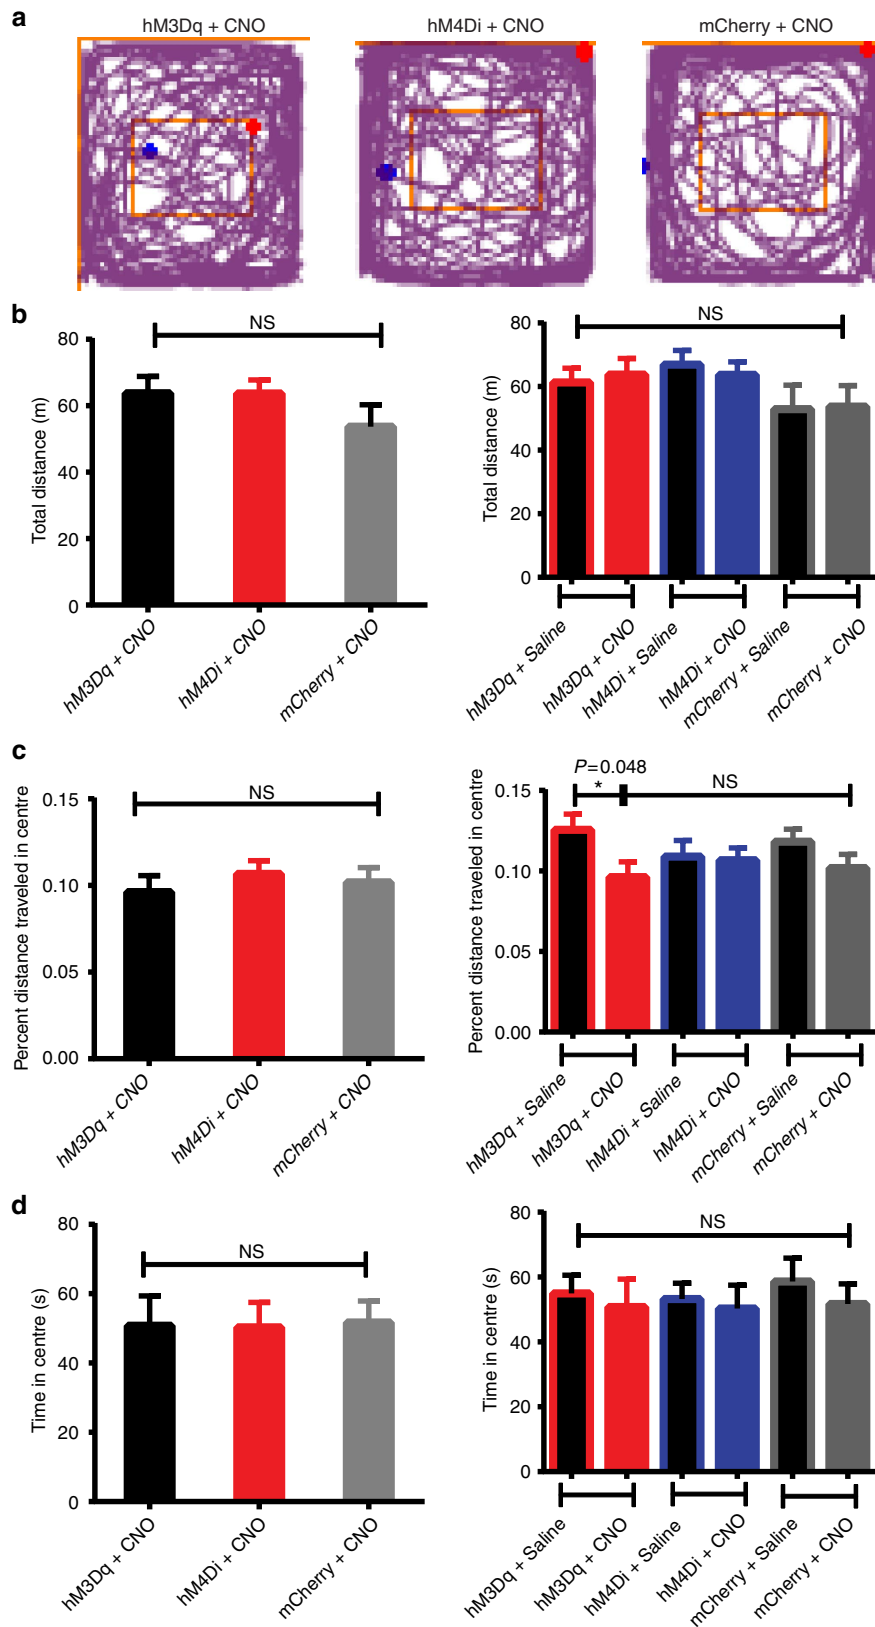 a
hM3Dq + CNO
hM4Di + CNO
mCherry + CNO
b
NS
Total distance (m)
80
60
40
20
0
hM3Dq + CNO
hM4Di + CNO
mCherry + CNO
NS
Total distance (m)
80
60
40
20
0
hM3Dq + Saline
hM3Dq + CNO
hM4Di + Saline
hM4Di + CNO
mCherry + Saline
mCherry + CNO
c
NS
Percent distance traveled in centre
0.15
0.10
0.05
0.00
hM3Dq + CNO
hM4Di + CNO
mCherry + CNO
P=0.048
*
NS
Percent distance traveled in centre
0.15
0.10
0.05
0.00
hM3Dq + Saline
hM3Dq + CNO
hM4Di + Saline
hM4Di + CNO
mCherry + Saline
mCherry + CNO
d
NS
Time in centre (s)
80
60
40
20
0
hM3Dq + CNO
hM4Di + CNO
mCherry + CNO
NS
Time in centre (s)
80
60
40
20
0
hM3Dq + Saline
hM3Dq + CNO
hM4Di + Saline
hM4Di + CNO
mCherry + Saline
mCherry + CNO